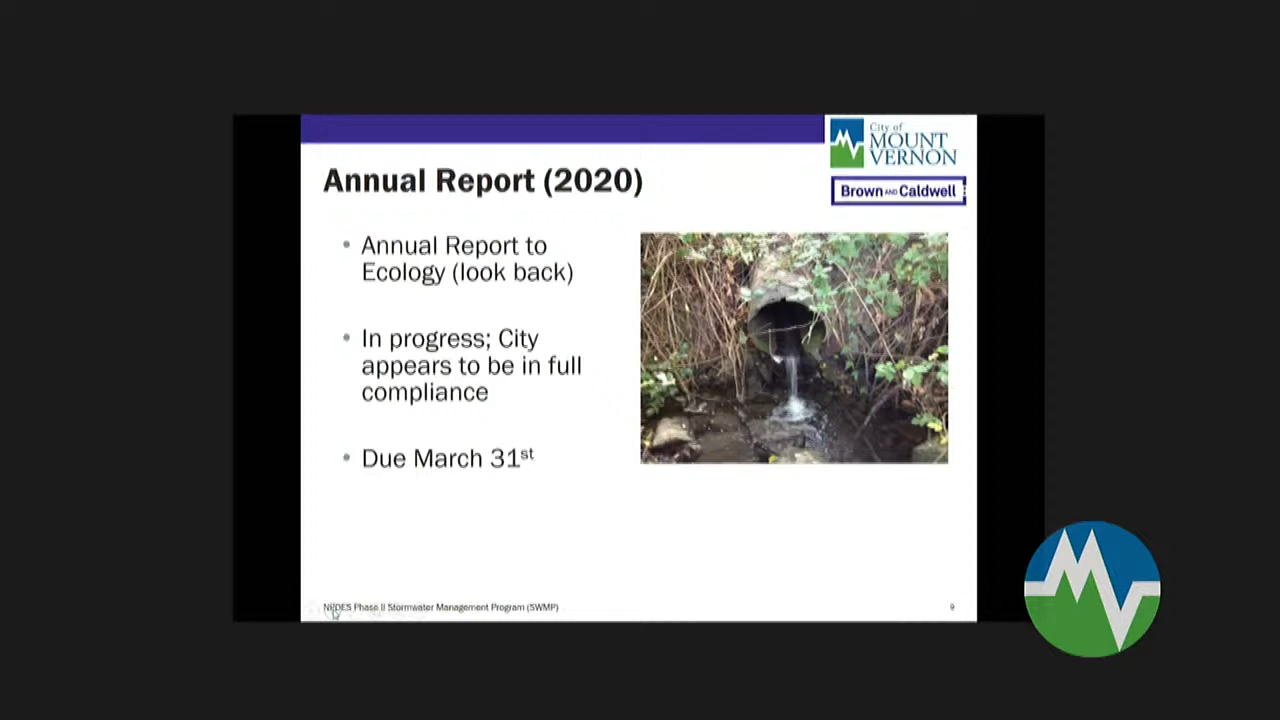 City of
MOUNT
VERNON
Brown AND Caldwell
Annual Report (2020)
• Annual Report to
Ecology (look back)
• In progress; City
appears to be in full
compliance
• Due March 31st
NPDES Phase II Stormwater Management Program (SWMP)
9